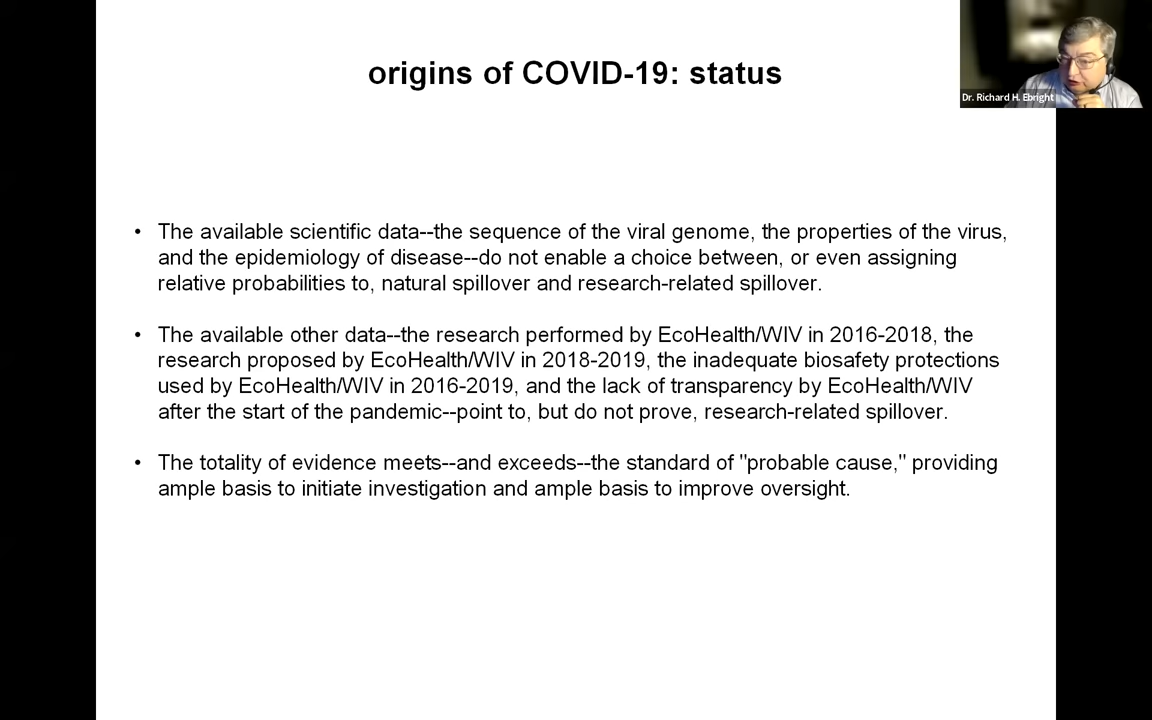 origins of COVID-19: status
Dr. Richard H. Ebright
• The available scientific data--the sequence of the viral genome, the properties of the virus,
and the epidemiology of disease--do not enable a choice between, or even assigning
relative probabilities to, natural spillover and research-related spillover.
• The available other data--the research performed by EcoHealth/WIV in 2016-2018, the
research proposed by EcoHealth/WIV in 2018-2019, the inadequate biosafety protections
used by EcoHealth/WIV in 2016-2019, and the lack of transparency by EcoHealth/WIV
after the start of the pandemic--point to, but do not prove, research-related spillover.
• The totality of evidence meets--and exceeds--the standard of "probable cause," providing
ample basis to initiate investigation and ample basis to improve oversight.